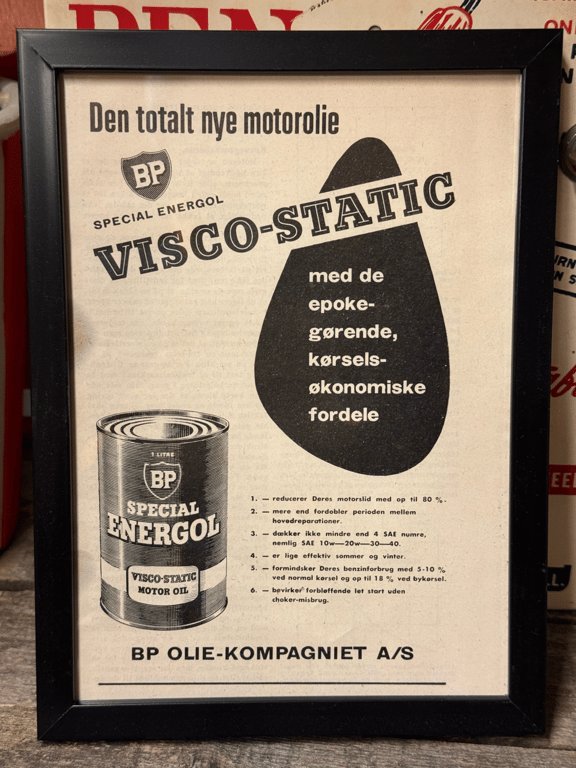 Den totalt nye motorolie
BP
SPECIAL ENERGOL
VISCO-STATIC
med de
epoke-
gørende,
kørsels-
økonomiske
fordele
1 LITRE
BP
SPECIAL
ENERGOL
VISCO-STATIC
MOTOR OIL
1. — reducerer Deres motorslid med op til 80 %.
2. — mere end fordobler perioden mellem
hovedreparationer.
3. — dækker ikke mindre end 4 SAE numre,
nemlig SAE 10w—20w—30—40.
4. — er lige effektiv sommer og vinter.
5. — formindsker Deres benzinforbrug med 5-10 %
ved normal kørsel og op til 18 % ved bykørsel.
6. — bevirker forbløffende let start uden
choker-misbrug.
BP OLIE-KOMPAGNIET A/S